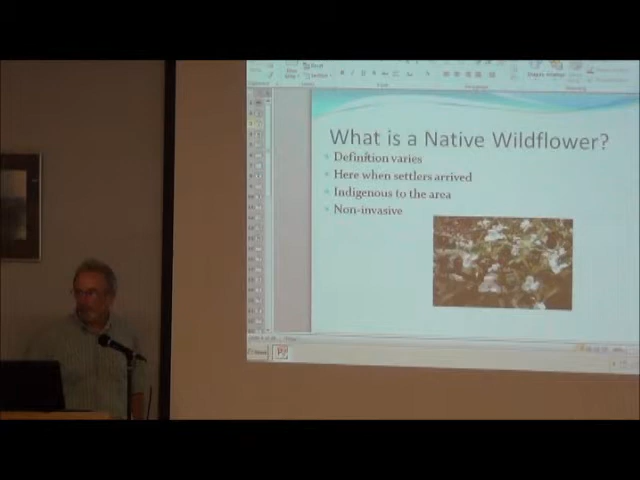 What is a Native Wildflower?
Definition varies
Here when settlers arrived
Indigenous to the area
Non-invasive